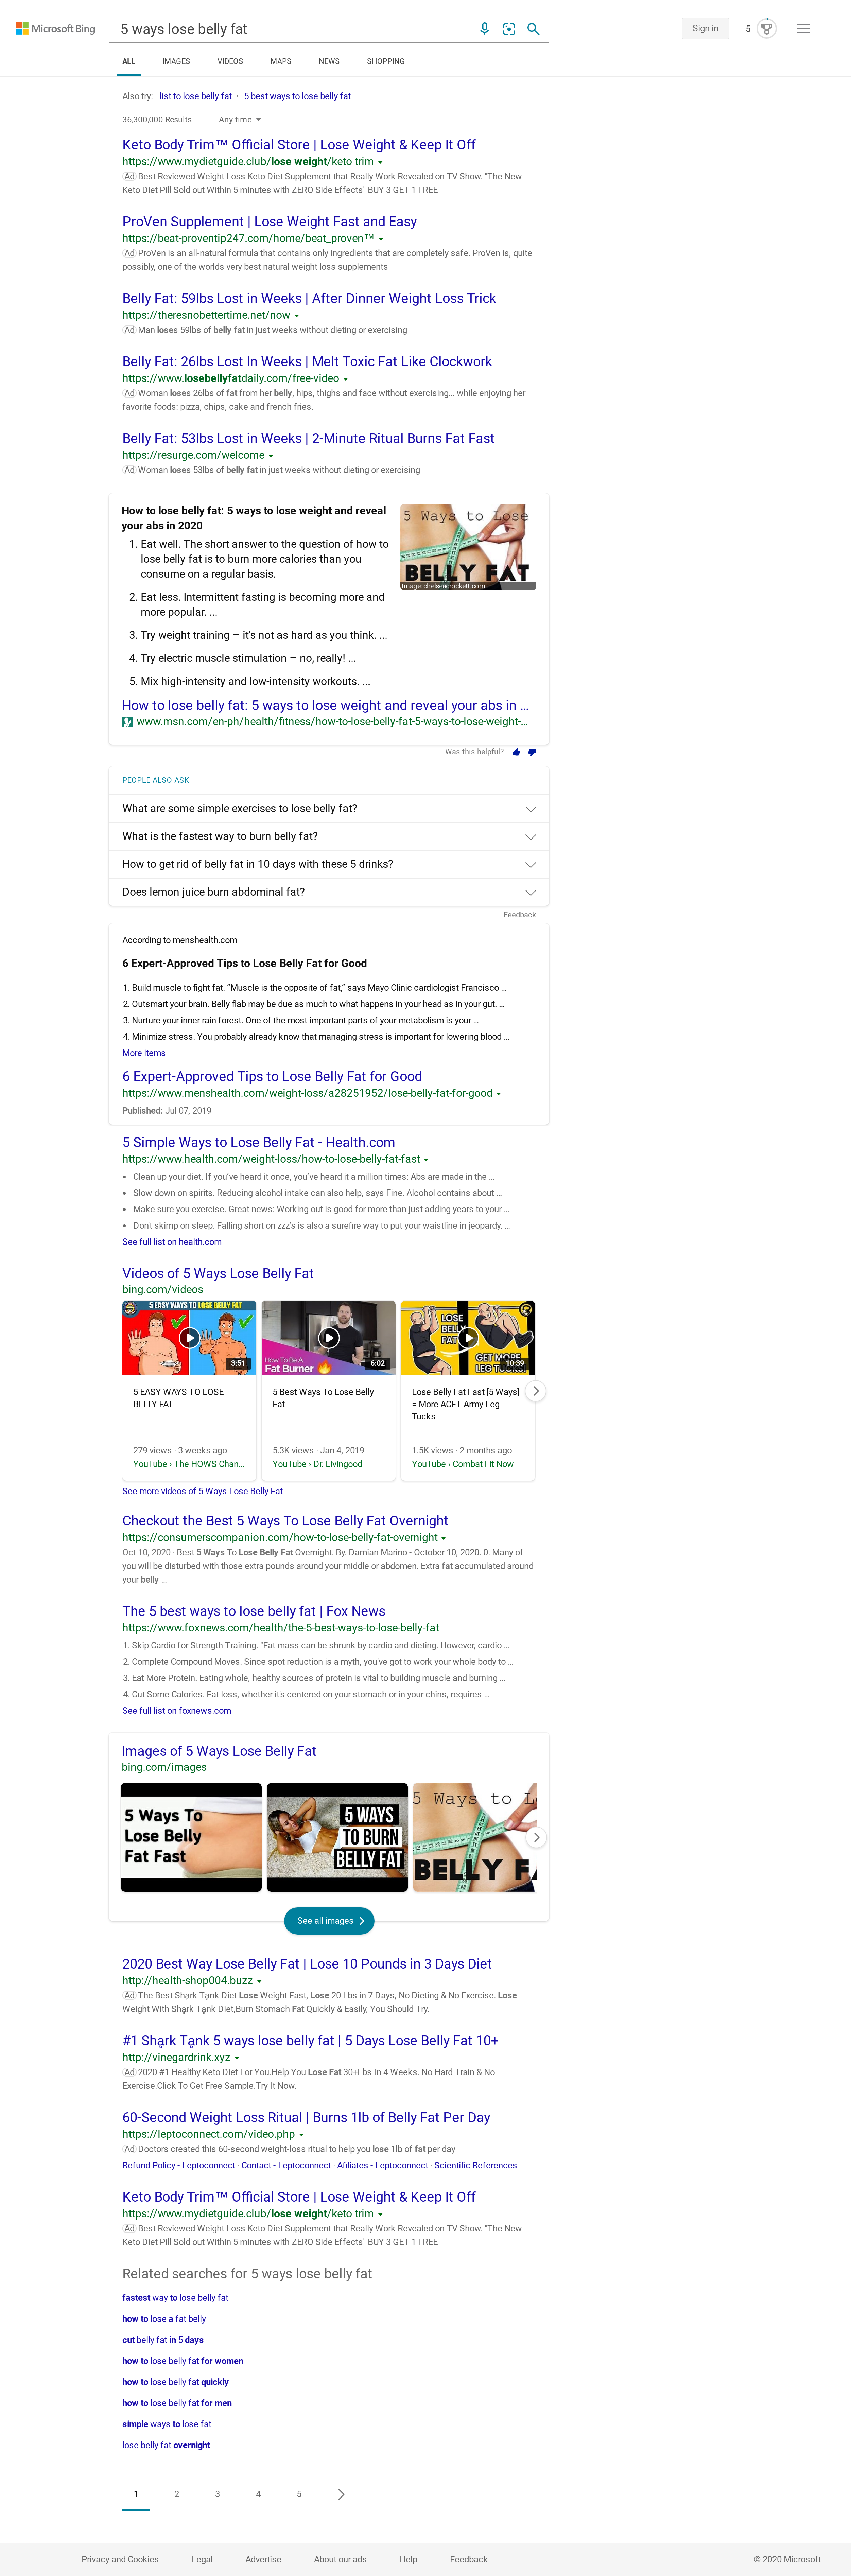 Microsoft Bing
5 ways lose belly fat
Sign in
5
ALL
IMAGES
VIDEOS
MAPS
NEWS
SHOPPING
Also try: list to lose belly fat · 5 best ways to lose belly fat
36,300,000 Results
Any time
Keto Body Trim™ Official Store | Lose Weight & Keep It Off
https://www.mydietguide.club/lose weight/keto trim
Ad Best Reviewed Weight Loss Keto Diet Supplement that Really Work Revealed on TV Show. "The New
Keto Diet Pill Sold out Within 5 minutes with ZERO Side Effects" BUY 3 GET 1 FREE
ProVen Supplement | Lose Weight Fast and Easy
https://beat-proventip247.com/home/beat_proven™
Ad ProVen is an all-natural formula that contains only ingredients that are completely safe. ProVen is, quite
possibly, one of the worlds very best natural weight loss supplements
Belly Fat: 59lbs Lost in Weeks | After Dinner Weight Loss Trick
https://theresnobettertime.net/now
Ad Man loses 59lbs of belly fat in just weeks without dieting or exercising
Belly Fat: 26lbs Lost In Weeks | Melt Toxic Fat Like Clockwork
https://www.losebellyfatdaily.com/free-video
Ad Woman loses 26lbs of fat from her belly, hips, thighs and face without exercising... while enjoying her
favorite foods: pizza, chips, cake and french fries.
Belly Fat: 53lbs Lost in Weeks | 2-Minute Ritual Burns Fat Fast
https://resurge.com/welcome
Ad Woman loses 53lbs of belly fat in just weeks without dieting or exercising
How to lose belly fat: 5 ways to lose weight and reveal
your abs in 2020
1. Eat well. The short answer to the question of how to
lose belly fat is to burn more calories than you
consume on a regular basis.
2. Eat less. Intermittent fasting is becoming more and
more popular. ...
3. Try weight training – it's not as hard as you think. ...
4. Try electric muscle stimulation – no, really! ...
5. Mix high-intensity and low-intensity workouts. ...
5 Ways to Lose
BELLY FAT
Image: chelseacrockett.com
How to lose belly fat: 5 ways to lose weight and reveal your abs in ...
www.msn.com/en-ph/health/fitness/how-to-lose-belly-fat-5-ways-to-lose-weight-...
Was this helpful?
PEOPLE ALSO ASK
What are some simple exercises to lose belly fat?
What is the fastest way to burn belly fat?
How to get rid of belly fat in 10 days with these 5 drinks?
Does lemon juice burn abdominal fat?
Feedback
According to menshealth.com
6 Expert-Approved Tips to Lose Belly Fat for Good
1. Build muscle to fight fat. “Muscle is the opposite of fat,” says Mayo Clinic cardiologist Francisco ...
2. Outsmart your brain. Belly flab may be due as much to what happens in your head as in your gut. ...
3. Nurture your inner rain forest. One of the most important parts of your metabolism is your ...
4. Minimize stress. You probably already know that managing stress is important for lowering blood ...
More items
6 Expert-Approved Tips to Lose Belly Fat for Good
https://www.menshealth.com/weight-loss/a28251952/lose-belly-fat-for-good
Published: Jul 07, 2019
5 Simple Ways to Lose Belly Fat - Health.com
https://www.health.com/weight-loss/how-to-lose-belly-fat-fast
• Clean up your diet. If you’ve heard it once, you’ve heard it a million times: Abs are made in the ...
• Slow down on spirits. Reducing alcohol intake can also help, says Fine. Alcohol contains about ...
• Make sure you exercise. Great news: Working out is good for more than just adding years to your ...
• Don't skimp on sleep. Falling short on zzz's is also a surefire way to put your waistline in jeopardy. ...
See full list on health.com
Videos of 5 Ways Lose Belly Fat
bing.com/videos
5 EASY WAYS TO LOSE BELLY FAT
3:51
How To Be A
Fat Burner
6:02
LOSE
BELLY
FAT
GET MORE
LEG TUCKS!
10:39
5 EASY WAYS TO LOSE
BELLY FAT
279 views · 3 weeks ago
YouTube › The HOWS Chan...
5 Best Ways To Lose Belly
Fat
5.3K views · Jan 4, 2019
YouTube › Dr. Livingood
Lose Belly Fat Fast [5 Ways]
= More ACFT Army Leg
Tucks
1.5K views · 2 months ago
YouTube › Combat Fit Now
See more videos of 5 Ways Lose Belly Fat
Checkout the Best 5 Ways To Lose Belly Fat Overnight
https://consumerscompanion.com/how-to-lose-belly-fat-overnight
Oct 10, 2020 · Best 5 Ways To Lose Belly Fat Overnight. By. Damian Marino - October 10, 2020. 0. Many of
you will be disturbed with those extra pounds around your middle or abdomen. Extra fat accumulated around
your belly ...
The 5 best ways to lose belly fat | Fox News
https://www.foxnews.com/health/the-5-best-ways-to-lose-belly-fat
1. Skip Cardio for Strength Training. "Fat mass can be shrunk by cardio and dieting. However, cardio ...
2. Complete Compound Moves. Since spot reduction is a myth, you've got to work your whole body to ...
3. Eat More Protein. Eating whole, healthy sources of protein is vital to building muscle and burning ...
4. Cut Some Calories. Fat loss, whether it's centered on your stomach or in your chins, requires ...
See full list on foxnews.com
Images of 5 Ways Lose Belly Fat
bing.com/images
5 Ways To
Lose Belly
Fat Fast
5 WAYS
TO BURN
BELLY FAT
5 Ways to L
BELLY F
See all images
2020 Best Way Lose Belly Fat | Lose 10 Pounds in 3 Days Diet
http://health-shop004.buzz
Ad The Best Shąrk Tąnk Diet Lose Weight Fast, Lose 20 Lbs in 7 Days, No Dieting & No Exercise. Lose
Weight With Shąrk Tąnk Diet,Burn Stomach Fat Quickly & Easily, You Should Try.
#1 Shąrk Tąnk 5 ways lose belly fat | 5 Days Lose Belly Fat 10+
http://vinegardrink.xyz
Ad 2020 #1 Healthy Keto Diet For You.Help You Lose Fat 30+Lbs In 4 Weeks. No Hard Train & No
Exercise.Click To Get Free Sample.Try It Now.
60-Second Weight Loss Ritual | Burns 1lb of Belly Fat Per Day
https://leptoconnect.com/video.php
Ad Doctors created this 60-second weight-loss ritual to help you lose 1lb of fat per day
Refund Policy - Leptoconnect · Contact - Leptoconnect · Afiliates - Leptoconnect · Scientific References
Keto Body Trim™ Official Store | Lose Weight & Keep It Off
https://www.mydietguide.club/lose weight/keto trim
Ad Best Reviewed Weight Loss Keto Diet Supplement that Really Work Revealed on TV Show. "The New
Keto Diet Pill Sold out Within 5 minutes with ZERO Side Effects" BUY 3 GET 1 FREE
Related searches for 5 ways lose belly fat
fastest way to lose belly fat
how to lose a fat belly
cut belly fat in 5 days
how to lose belly fat for women
how to lose belly fat quickly
how to lose belly fat for men
simple ways to lose fat
lose belly fat overnight
1 2 3 4 5
Privacy and Cookies
Legal
Advertise
About our ads
Help
Feedback
© 2020 Microsoft